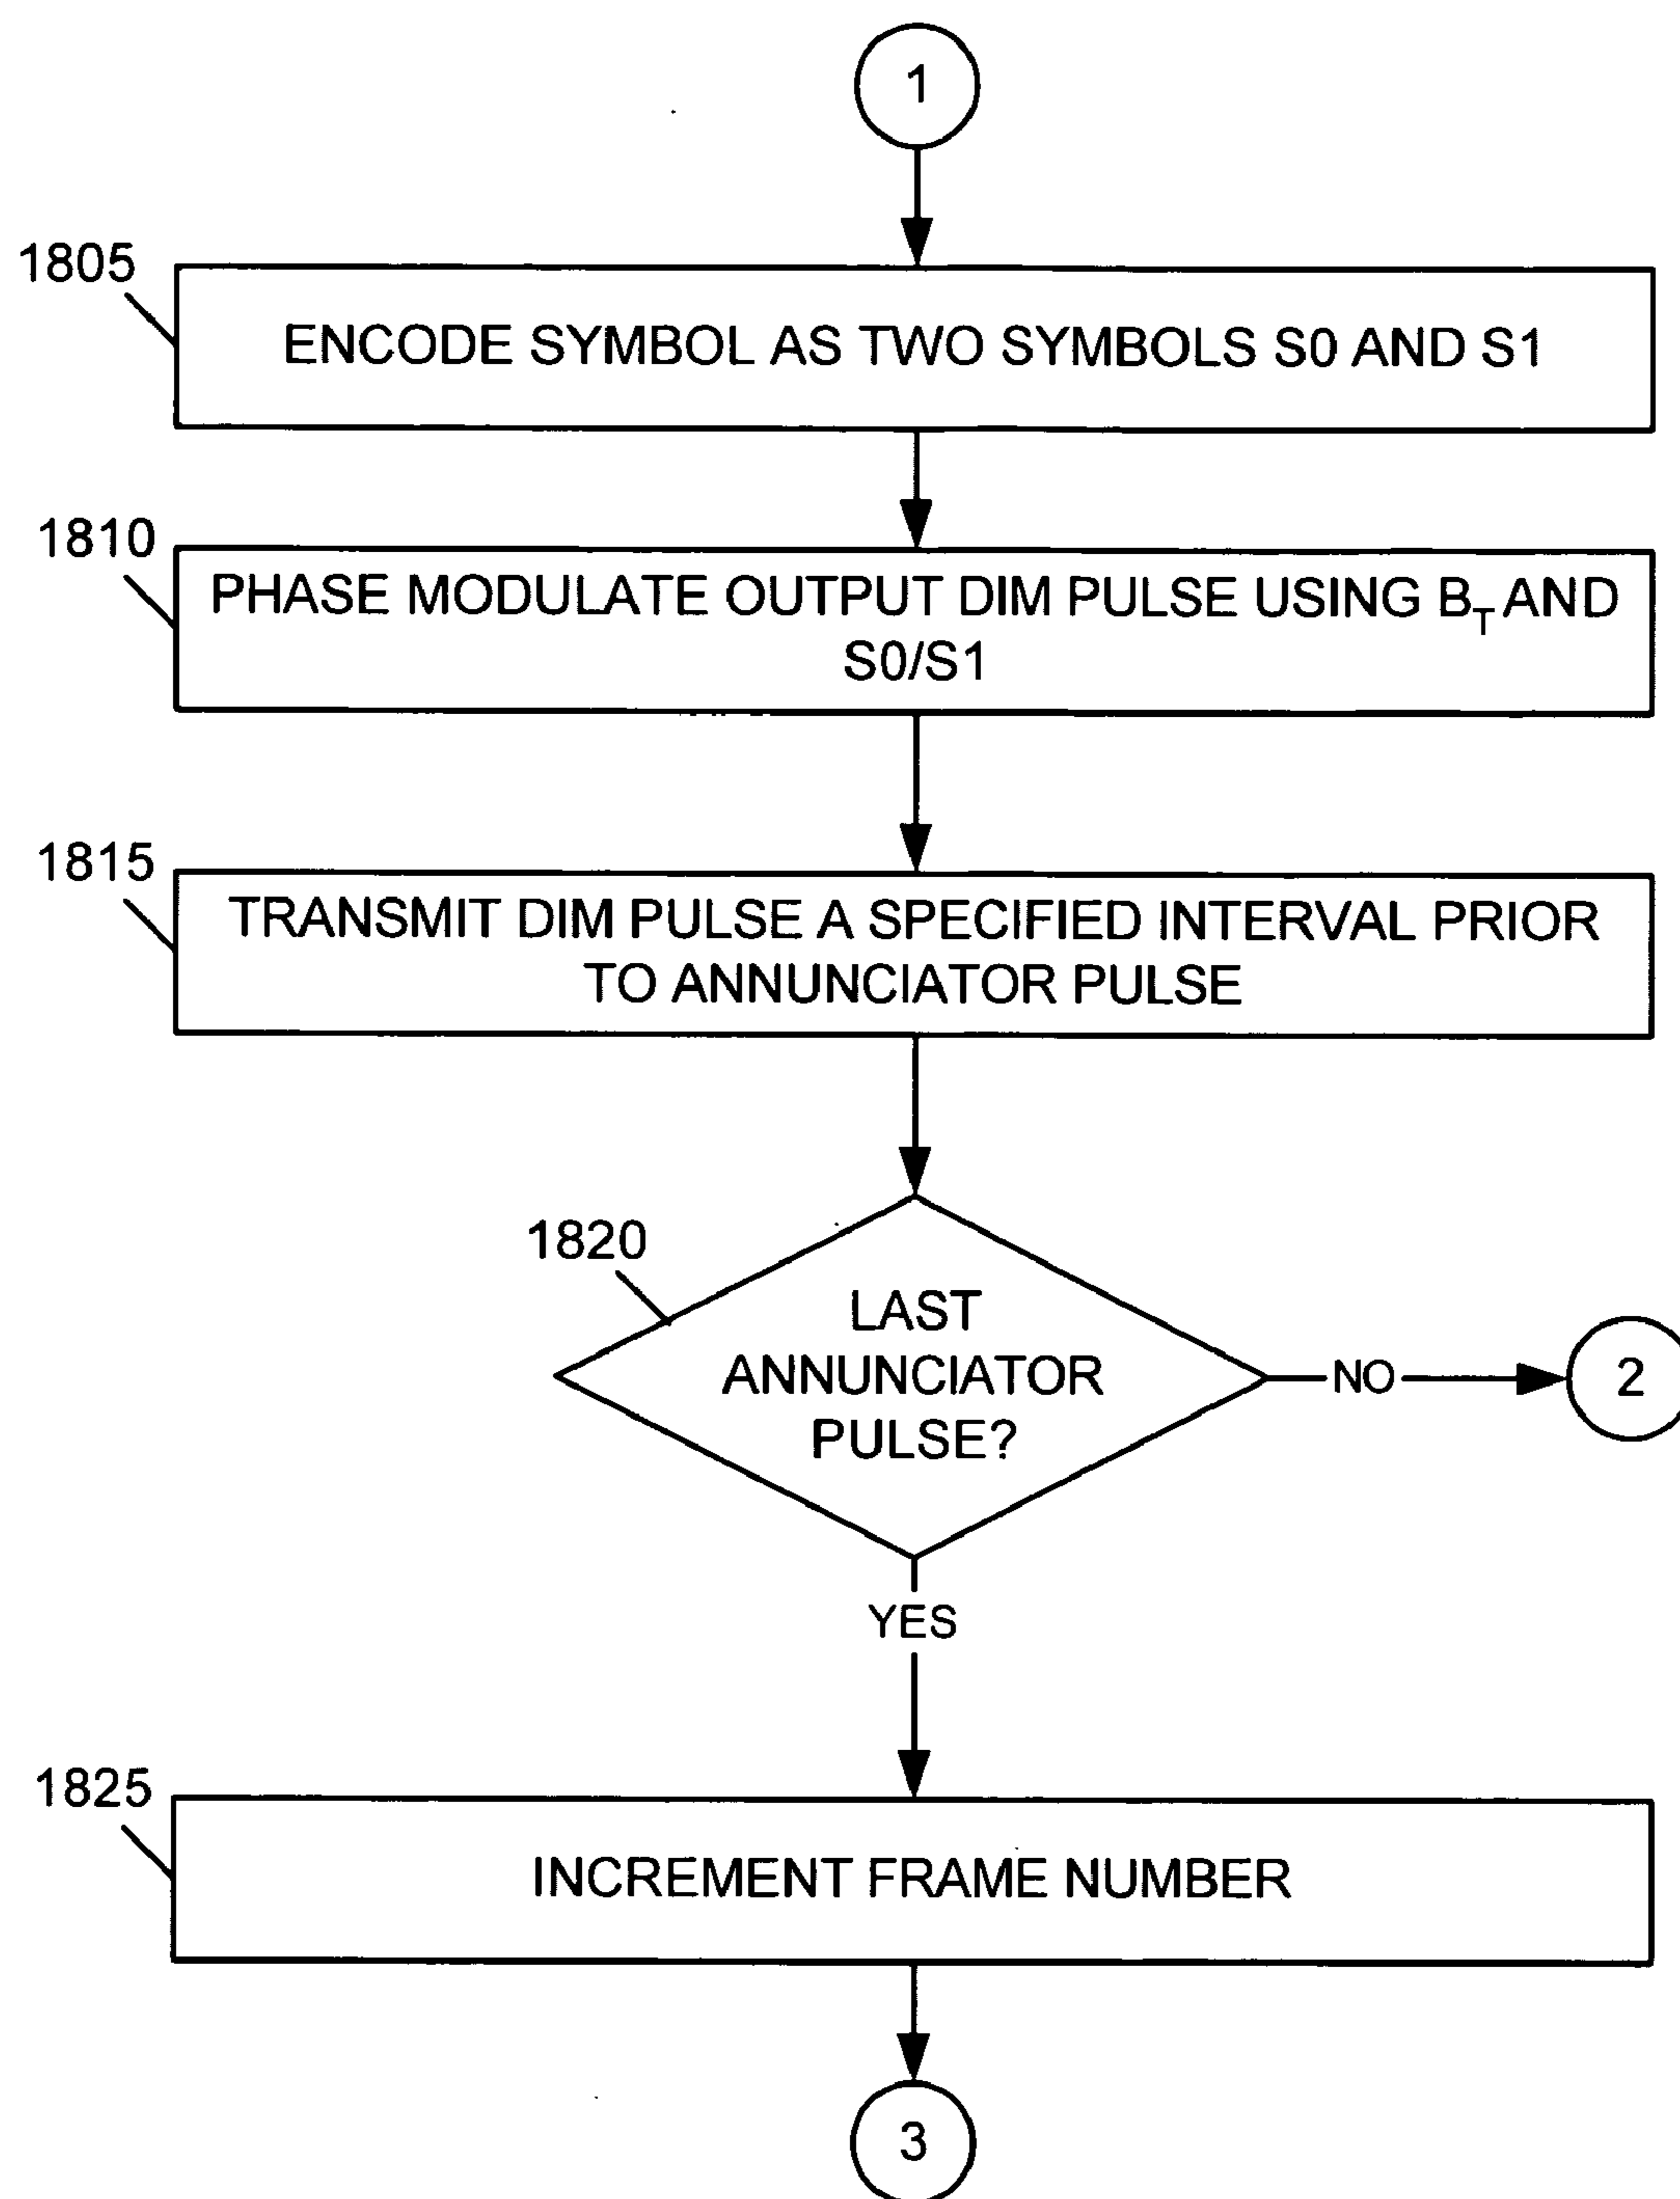 1
1805
ENCODE SYMBOL AS TWO SYMBOLS S0 AND S1
1810
PHASE MODULATE OUTPUT DIM PULSE USING B_T AND
S0/S1
1815
TRANSMIT DIM PULSE A SPECIFIED INTERVAL PRIOR
TO ANNUNCIATOR PULSE
1820
LAST
ANNUNCIATOR
PULSE?
NO
2
YES
1825
INCREMENT FRAME NUMBER
3